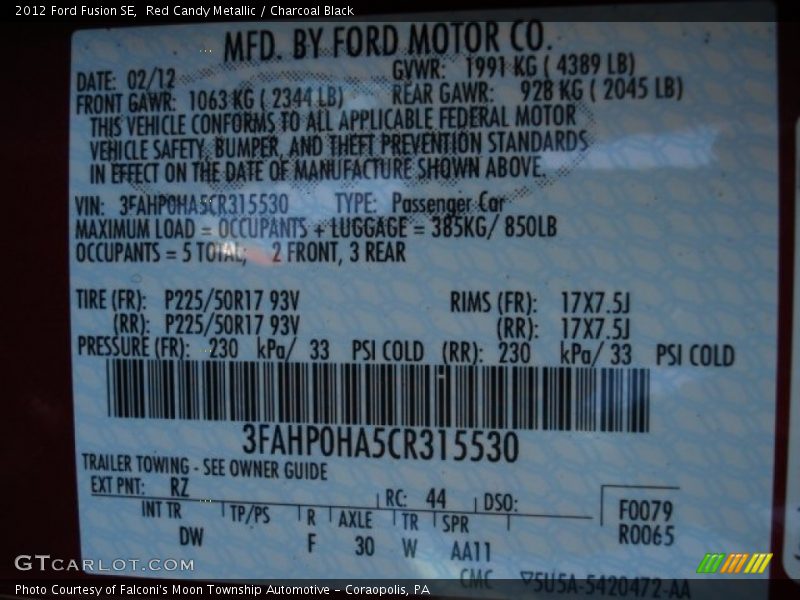 2012 Ford Fusion SE, Red Candy Metallic / Charcoal Black
MFD. BY FORD MOTOR CO.
DATE: 02/12 GVWR: 1991 KG ( 4389 LB)
FRONT GAWR: 1063 KG ( 2344 LB) REAR GAWR: 928 KG ( 2045 LB)
THIS VEHICLE CONFORMS TO ALL APPLICABLE FEDERAL MOTOR
VEHICLE SAFETY, BUMPER, AND THEFT PREVENTION STANDARDS
IN EFFECT ON THE DATE OF MANUFACTURE SHOWN ABOVE.
VIN: 3FAHP0HA5CR315530 TYPE: Passenger Car
MAXIMUM LOAD = OCCUPANTS + LUGGAGE = 385KG/ 850LB
OCCUPANTS = 5 TOTAL; 2 FRONT, 3 REAR
TIRE (FR): P225/50R17 93V RIMS (FR): 17X7.5J
(RR): P225/50R17 93V (RR): 17X7.5J
PRESSURE (FR): 230 kPa/ 33 PSI COLD (RR): 230 kPa/ 33 PSI COLD
3FAHP0HA5CR315530
TRAILER TOWING - SEE OWNER GUIDE
EXT PNT: RZ RC: 44 DSO: F0079
INT TR TP/PS R AXLE TR SPR R0065
DW F 30 W AA11
CMC ▽5U5A-5420472-AA
GTCARLOT.COM
Photo Courtesy of Falconi's Moon Township Automotive - Coraopolis, PA